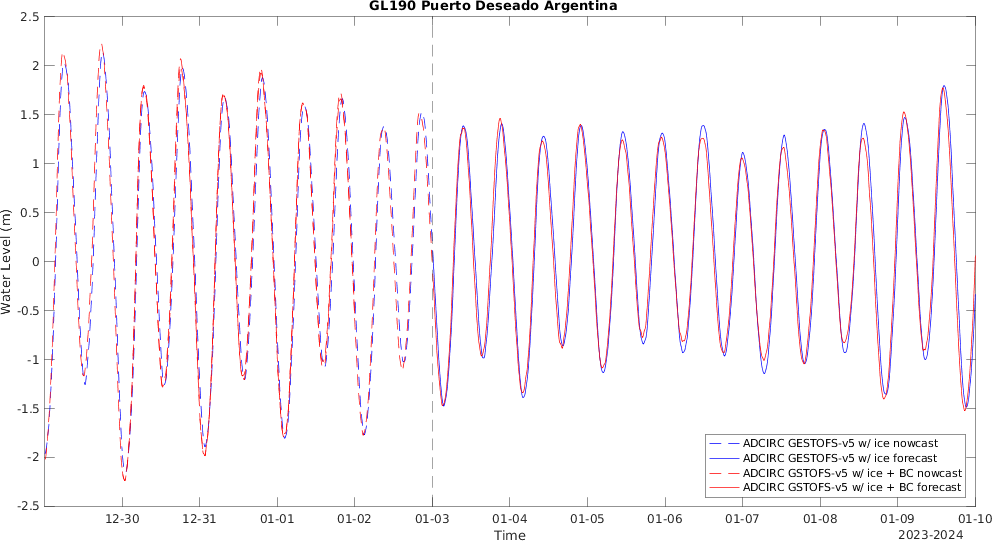 GL190 Puerto Deseado Argentina
2.5
2
1.5
1
0.5
0
-0.5
-1
-1.5
-2
-2.5
Water Level (m)
ADCIRC GESTOFS-v5 w/ ice nowcast
ADCIRC GESTOFS-v5 w/ ice forecast
ADCIRC GSTOFS-v5 w/ ice + BC nowcast
ADCIRC GSTOFS-v5 w/ ice + BC forecast
12-30 12-31 01-01 01-02 01-03 01-04 01-05 01-06 01-07 01-08 01-09 01-10
Time
2023-2024